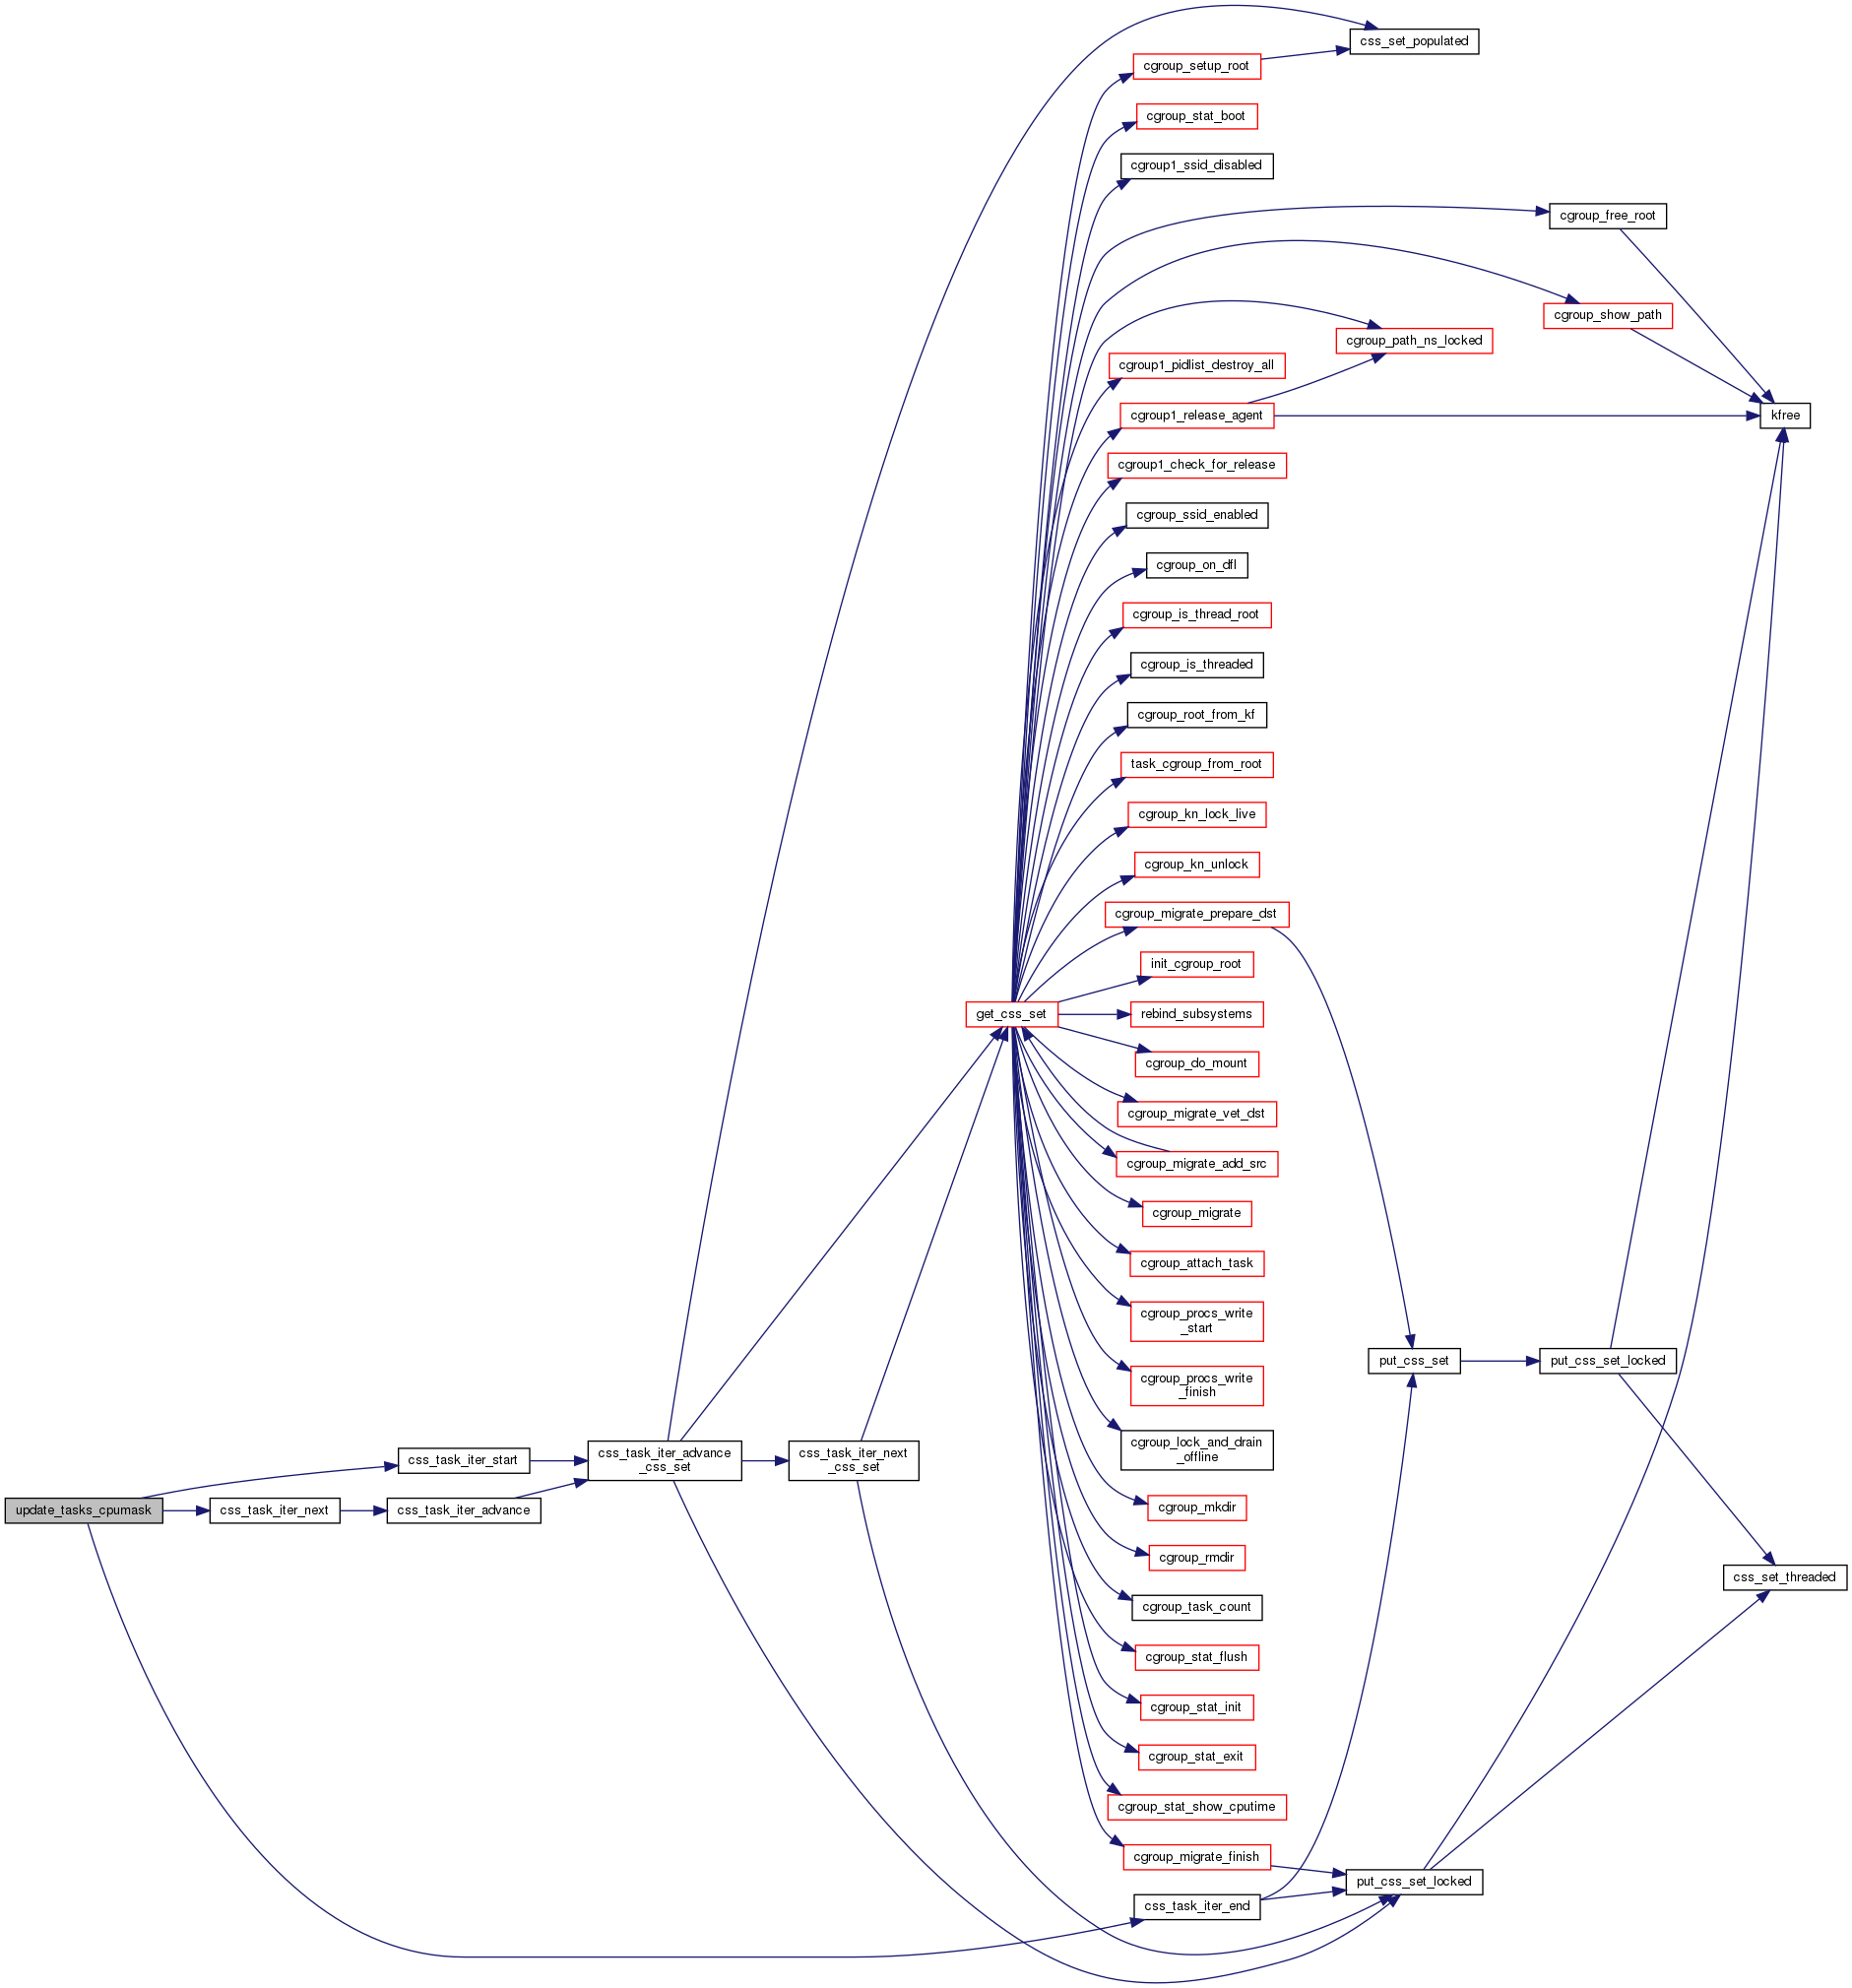 css_set_populated
cgroup_setup_root
cgroup_stat_boot
cgroup1_ssid_disabled
cgroup_free_root
cgroup_show_path
cgroup_path_ns_locked
cgroup1_pidlist_destroy_all
cgroup1_release_agent
kfree
cgroup1_check_for_release
cgroup_ssid_enabled
cgroup_on_dfl
cgroup_is_thread_root
cgroup_is_threaded
cgroup_root_from_kf
task_cgroup_from_root
cgroup_kn_lock_live
cgroup_kn_unlock
cgroup_migrate_prepare_dst
init_cgroup_root
get_css_set
rebind_subsystems
cgroup_do_mount
cgroup_migrate_vet_dst
cgroup_migrate_add_src
cgroup_migrate
cgroup_attach_task
cgroup_procs_write
_start
put_css_set
put_css_set_locked
cgroup_procs_write
_finish
cgroup_lock_and_drain
_offline
css_task_iter_start
css_task_iter_advance
_css_set
css_task_iter_next
_css_set
update_tasks_cpumask
css_task_iter_next
css_task_iter_advance
cgroup_mkdir
cgroup_rmdir
css_set_threaded
cgroup_task_count
cgroup_stat_flush
cgroup_stat_init
cgroup_stat_exit
cgroup_stat_show_cputime
cgroup_migrate_finish
put_css_set_locked
css_task_iter_end